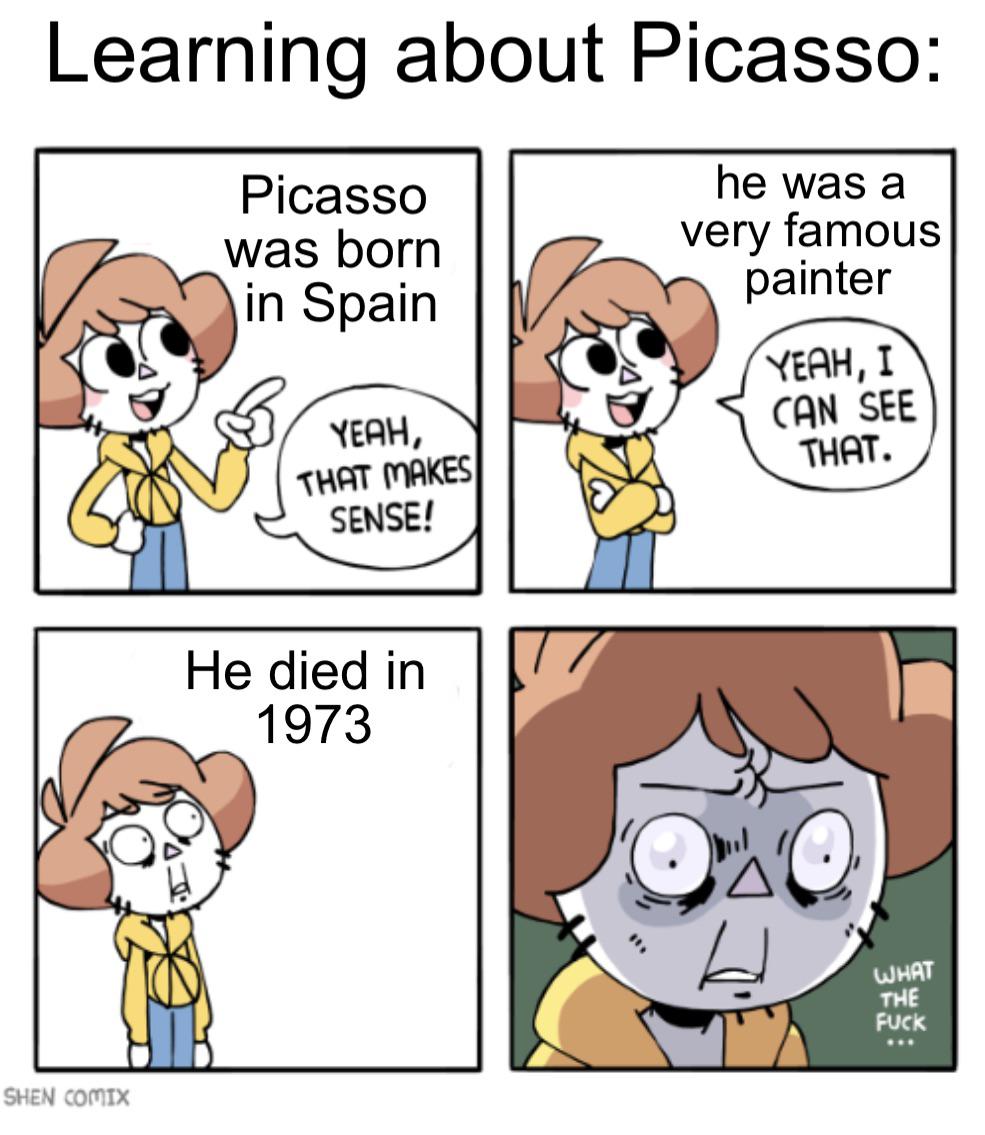 Learning about Picasso:
Picasso
was born
in Spain
YEAH,
THAT MAKES
SENSE!
he was a
very famous
painter
YEAH, I
CAN SEE
THAT.
He died in
1973
WHAT
THE
FUCK
...
SHEN COMIX